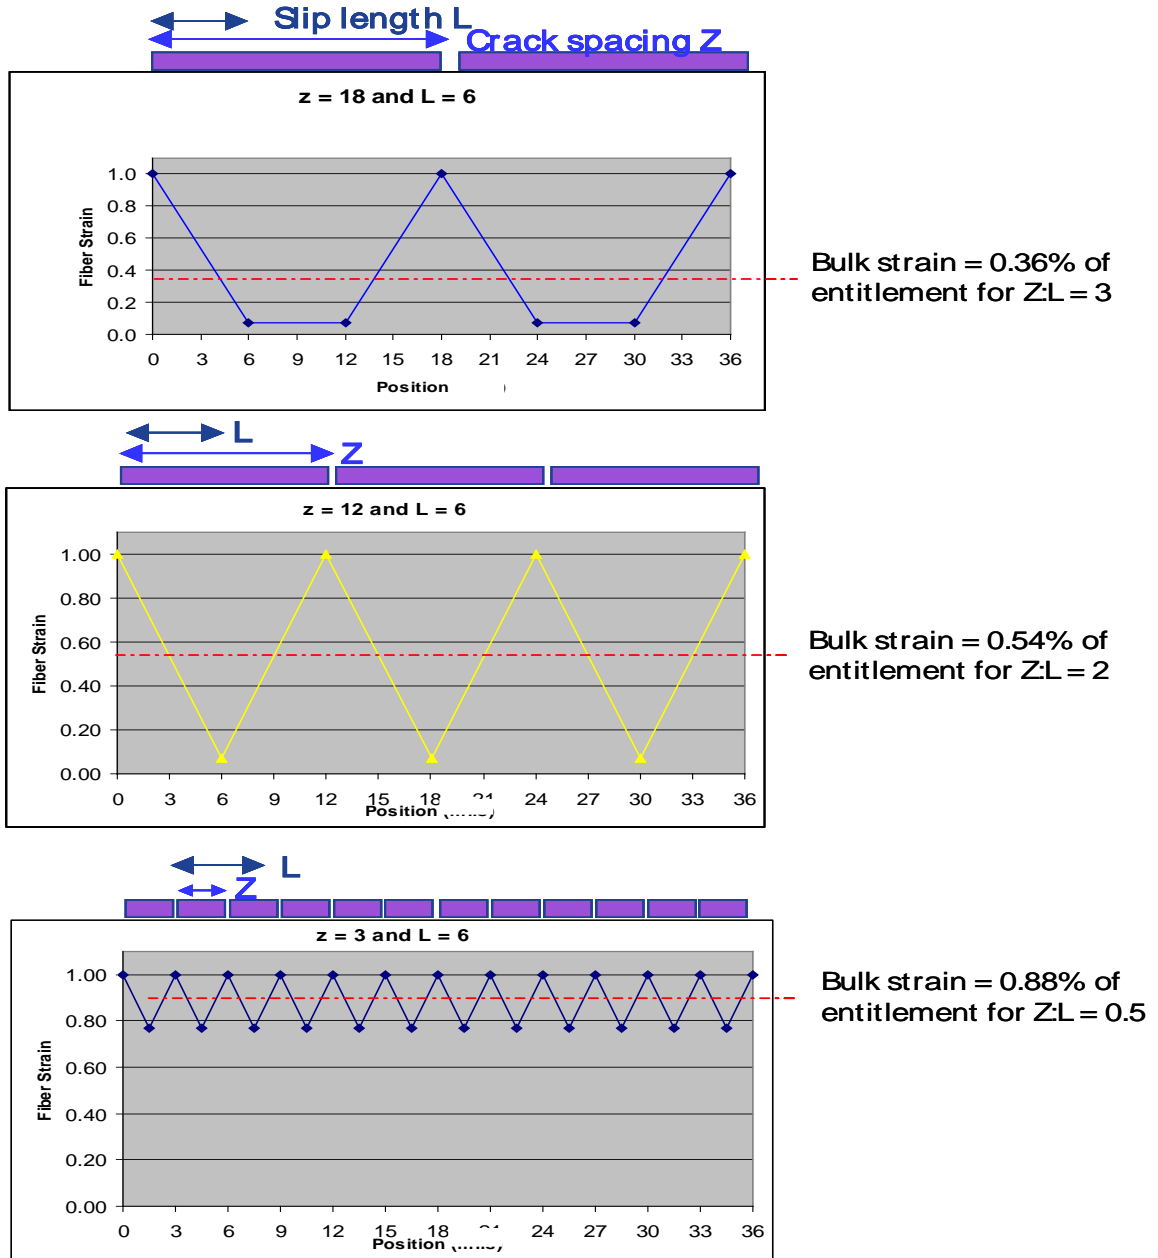 Slip length L
Crack spacing Z
z = 18 and L = 6
1.0
0.8
0.6
0.4
0.2
0.0
Fiber Strain
0 3 6 9 12 15 18 21 24 27 30 33 36
Position
Bulk strain = 0.36% of
entitlement for Z:L = 3
L
Z
z = 12 and L = 6
1.00
0.80
0.60
0.40
0.20
0.00
Fiber Strain
0 3 6 9 12 15 18 24 27 30 33 36
Position
Bulk strain = 0.54% of
entitlement for Z:L = 2
L
Z
z = 3 and L = 6
1.00
0.80
0.60
0.40
0.20
0.00
Fiber Strain
0 3 6 9 12 15 18 24 27 30 33 36
Position
Bulk strain = 0.88% of
entitlement for Z:L = 0.5